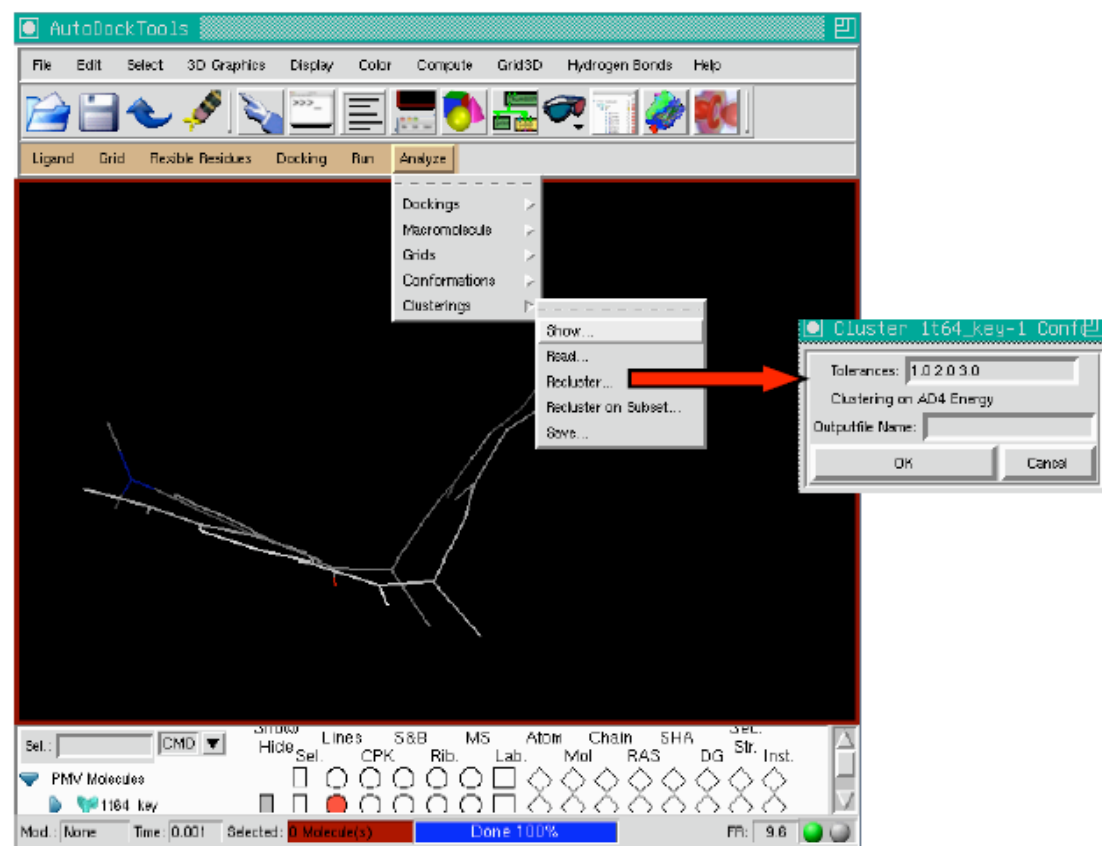 AutoDockTools
File Edit Select 3D Graphics Display Color Compute Grid3D Hydrogen Bonds Help
>>>_
Ligand Grid Flexible Residues Docking Run Analyze
Dockings
Macromolecule
Grids
Conformations
Clusterings
Show...
Read...
Recluster...
Recluster on Subset...
Save...
Cluster 1t64_key-1 Confo
Tolerances: 1.0 2.0 3.0
Clustering on AD4 Energy
Outputfile Name:
OK Cancel
Sel.: CMD
Show Lines S&B MS Atom Chain SHA Sec.
Hide Sel. CPK Rib. Lab. Mol RAS DG Str. Inst.
PMV Molecules
1t64_key
Mod.: None Time: 0.001 Selected: 0 Molecule(s) Done 100% FR: 9.6